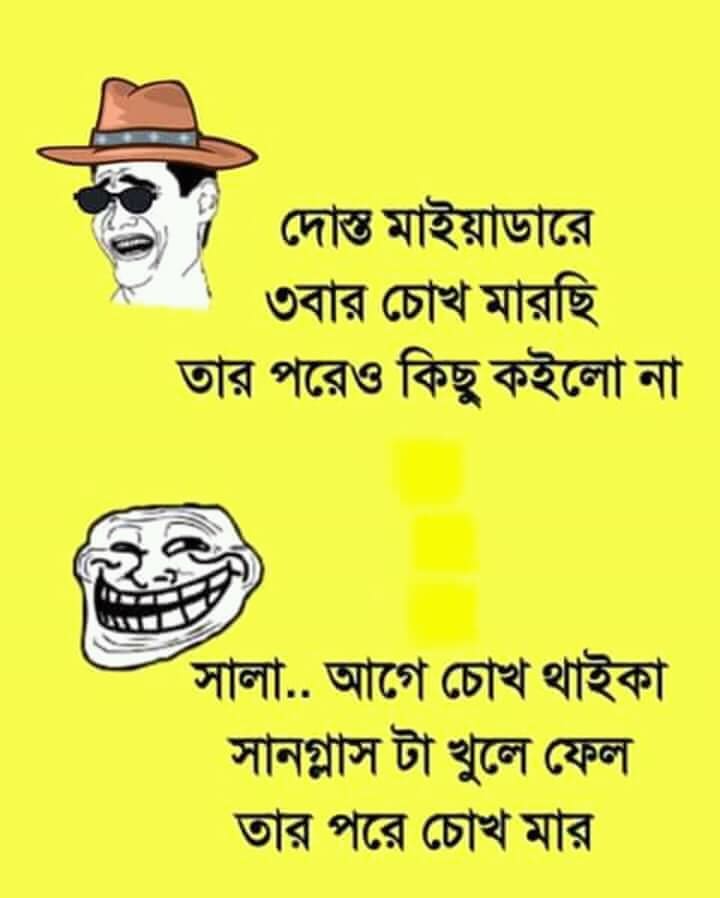 দোস্ত মাইয়াডারে
৩বার চোখ মারছি
তার পরেও কিছু কইলো না
সালা.. আগে চোখ থাইকা
সানগ্লাস টা খুলে ফেল
তার পরে চোখ মার